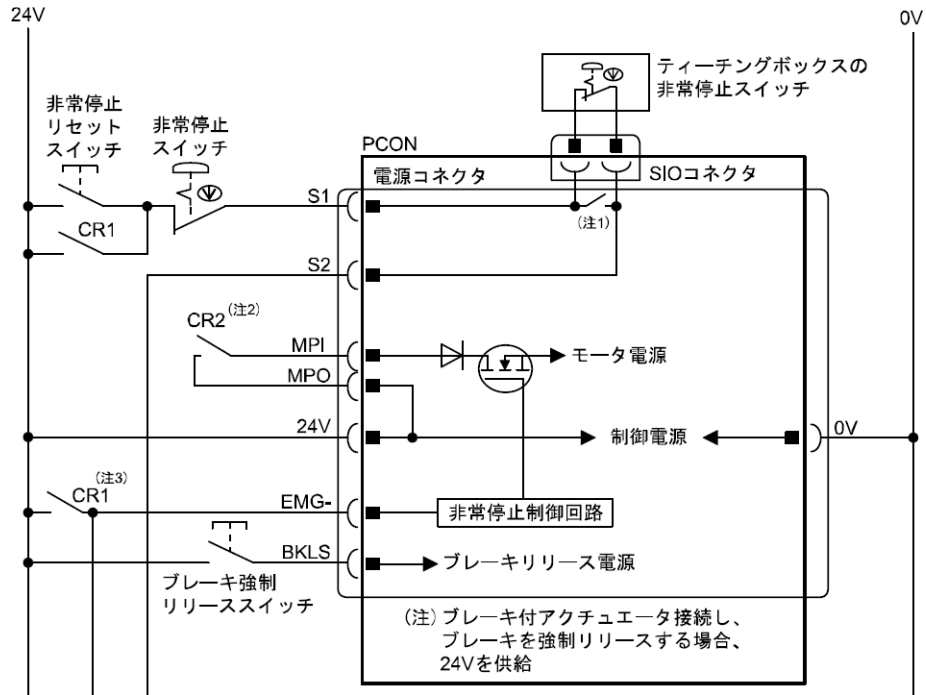 24V
0V
ティーチングボックスの
非常停止スイッチ
非常停止
リセット
スイッチ
非常停止
スイッチ
PCON
電源コネクタ
SIOコネクタ
S1
(注1)
CR1
S2
CR2(注2)
MPI
モータ電源
MPO
24V
制御電源
0V
(注3)
CR1
EMG-
非常停止制御回路
BKLS
ブレーキリリース電源
ブレーキ強制
リリーススイッチ
(注)ブレーキ付アクチュエータ接続し、
ブレーキを強制リリースする場合、
24Vを供給